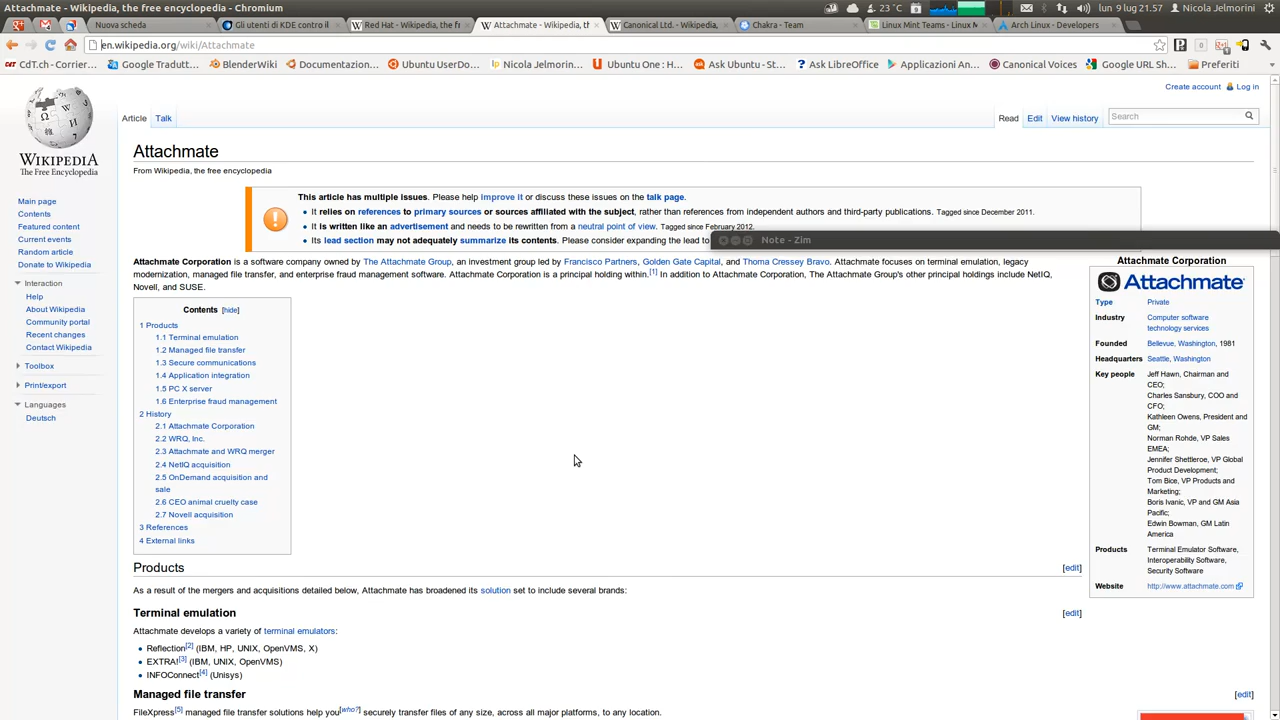 Attachmate - Wikipedia, the free encyclopedia - Chromium
lun 9 lug 21.57 Nicola Jelmorini
Nuova scheda
Gli utenti di KDE contro il
Red Hat - Wikipedia, the fr
Attachmate - Wikipedia, th
Canonical Ltd. - Wikipedia,
Chakra - Team
Linux Mint Teams - Linux M
Arch Linux - Developers
en.wikipedia.org/wiki/Attachmate
CdT.ch - Corrier...
Google Tradutt...
BlenderWiki
Documentazion...
Ubuntu UserDo...
Nicola Jelmorin...
Ubuntu One : H...
Ask Ubuntu - St...
Ask LibreOffice
Applicazioni An...
Canonical Voices
Google URL Sh...
Preferiti
Create account Log in
WIKIPEDIA
The Free Encyclopedia
Article Talk
Read Edit View history Search
Main page
Contents
Featured content
Current events
Random article
Donate to Wikipedia
Interaction
Help
About Wikipedia
Community portal
Recent changes
Contact Wikipedia
Toolbox
Print/export
Languages
Deutsch
Attachmate
From Wikipedia, the free encyclopedia
This article has multiple issues. Please help improve it or discuss these issues on the talk page.
• It relies on references to primary sources or sources affiliated with the subject, rather than references from independent authors and third-party publications. Tagged since December 2011.
• It is written like an advertisement and needs to be rewritten from a neutral point of view. Tagged since February 2012.
• Its lead section may not adequately summarize its contents. Please consider expanding the lead to
Note - Zim
Attachmate Corporation is a software company owned by The Attachmate Group, an investment group led by Francisco Partners, Golden Gate Capital, and Thoma Cressey Bravo. Attachmate focuses on terminal emulation, legacy
modernization, managed file transfer, and enterprise fraud management software. Attachmate Corporation is a principal holding within.[1] In addition to Attachmate Corporation, The Attachmate Group's other principal holdings include NetIQ,
Novell, and SUSE.
Contents [hide]
1 Products
1.1 Terminal emulation
1.2 Managed file transfer
1.3 Secure communications
1.4 Application integration
1.5 PC X server
1.6 Enterprise fraud management
2 History
2.1 Attachmate Corporation
2.2 WRQ, Inc.
2.3 Attachmate and WRQ merger
2.4 NetIQ acquisition
2.5 OnDemand acquisition and
sale
2.6 CEO animal cruelty case
2.7 Novell acquisition
3 References
4 External links
Attachmate Corporation
Attachmate
Type Private
Industry Computer software
technology services
Founded Bellevue, Washington, 1981
Headquarters Seattle, Washington
Key people Jeff Hawn, Chairman and
CEO;
Charles Sansbury, COO and
CFO;
Kathleen Owens, President and
GM;
Norman Rohde, VP Sales
EMEA;
Jennifer Shettleroe, VP Global
Product Development;
Tom Bice, VP Products and
Marketing;
Boris Ivanic, VP and GM Asia
Pacific;
Edwin Bowman, GM Latin
America
Products Terminal Emulator Software,
Interoperability Software,
Security Software
Website http://www.attachmate.com
Products [edit]
As a result of the mergers and acquisitions detailed below, Attachmate has broadened its solution set to include several brands:
Terminal emulation [edit]
Attachmate develops a variety of terminal emulators:
• Reflection[2] (IBM, HP, UNIX, OpenVMS, X)
• EXTRA![3] (IBM, UNIX, OpenVMS)
• INFOConnect[4] (Unisys)
Managed file transfer [edit]
FileXpress[5] managed file transfer solutions help you[who?] securely transfer files of any size, across all major platforms, to any location.